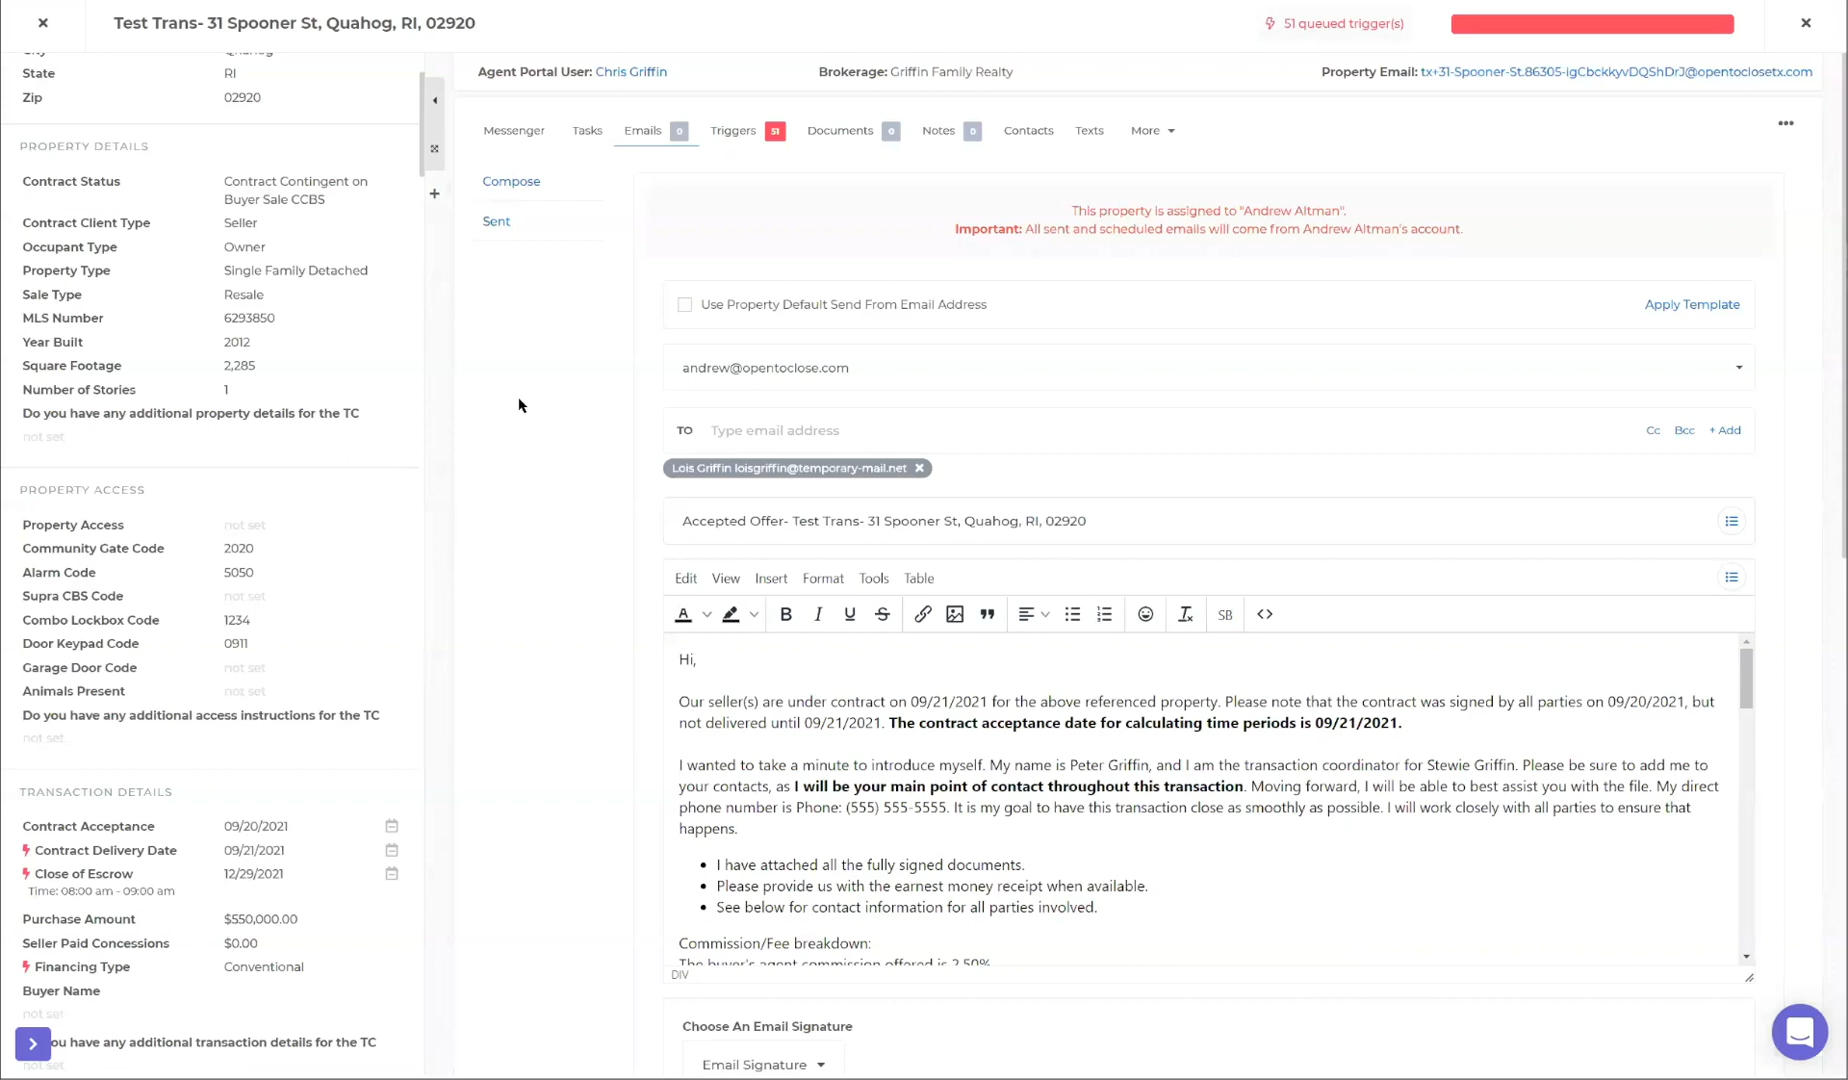 Test Trans- 31 Spooner St, Quahog, RI, 02920
51 queued trigger(s)
City
Quahog
State
RI
Zip
02920
PROPERTY DETAILS
Contract Status
Contract Contingent on
Buyer Sale CCBS
Contract Client Type
Seller
Occupant Type
Owner
Property Type
Single Family Detached
Sale Type
Resale
MLS Number
6293850
Year Built
2012
Square Footage
2,285
Number of Stories
1
Do you have any additional property details for the TC
not set
PROPERTY ACCESS
Property Access
not set
Community Gate Code
2020
Alarm Code
5050
Supra CBS Code
not set
Combo Lockbox Code
1234
Door Keypad Code
0911
Garage Door Code
not set
Animals Present
not set
Do you have any additional access instructions for the TC
not set
TRANSACTION DETAILS
Contract Acceptance
09/20/2021
Contract Delivery Date
09/21/2021
Close of Escrow
12/29/2021
Time: 08:00 am - 09:00 am
Purchase Amount
$550,000.00
Seller Paid Concessions
$0.00
Financing Type
Conventional
Buyer Name
not set
ou have any additional transaction details for the TC
not set
Agent Portal User: Chris Griffin
Brokerage: Griffin Family Realty
Property Email: tx+31-Spooner-St.86305-igCbckkyvDQShDrJ@opentoclosetx.com
Messenger
Tasks
Emails 0
Triggers 51
Documents 0
Notes 0
Contacts
Texts
More
Compose
Sent
This property is assigned to "Andrew Altman".
Important: All sent and scheduled emails will come from Andrew Altman's account.
Use Property Default Send From Email Address
Apply Template
andrew@opentoclose.com
TO
Type email address
Cc
Bcc
+ Add
Lois Griffin loisgriffin@temporary-mail.net
Accepted Offer- Test Trans- 31 Spooner St, Quahog, RI, 02920
Edit
View
Insert
Format
Tools
Table
A
B
I
U
S
SB
Hi,
Our seller(s) are under contract on 09/21/2021 for the above referenced property. Please note that the contract was signed by all parties on 09/20/2021, but
not delivered until 09/21/2021. The contract acceptance date for calculating time periods is 09/21/2021.
I wanted to take a minute to introduce myself. My name is Peter Griffin, and I am the transaction coordinator for Stewie Griffin. Please be sure to add me to
your contacts, as I will be your main point of contact throughout this transaction. Moving forward, I will be able to best assist you with the file. My direct
phone number is Phone: (555) 555-5555. It is my goal to have this transaction close as smoothly as possible. I will work closely with all parties to ensure that
happens.
• I have attached all the fully signed documents.
• Please provide us with the earnest money receipt when available.
• See below for contact information for all parties involved.
Commission/Fee breakdown:
The buyer's agent commission offered is 2.50%
DIV
Choose An Email Signature
Email Signature